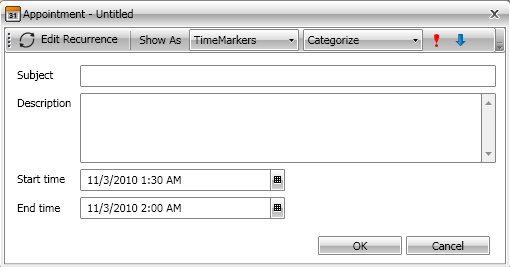 31 Appointment - Untitled
Edit Recurrence Show As TimeMarkers Categorize
Subject
Description
Start time 11/3/2010 1:30 AM
End time 11/3/2010 2:00 AM
OK Cancel